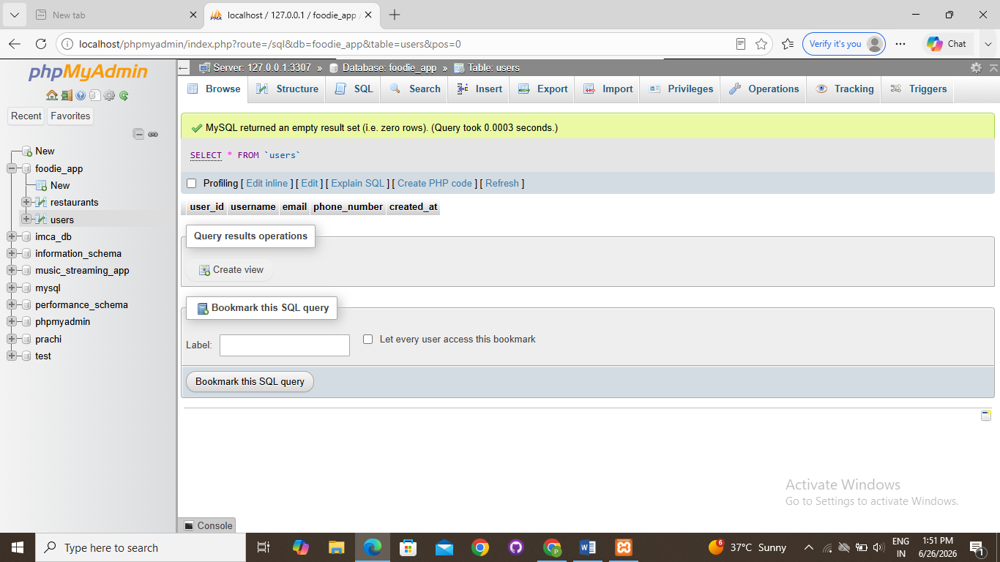 New tab
localhost / 127.0.0.1 / foodie_app
localhost/phpmyadmin/index.php?route=/sql&db=foodie_app&table=users&pos=0
Verify it's you
Chat
phpMyAdmin
Recent
Favorites
New
foodie_app
New
restaurants
users
imca_db
information_schema
music_streaming_app
mysql
performance_schema
phpmyadmin
prachi
test
Server: 127.0.0.1:3307 » Database: foodie_app » Table: users
Browse Structure SQL Search Insert Export Import Privileges Operations Tracking Triggers
MySQL returned an empty result set (i.e. zero rows). (Query took 0.0003 seconds.)
SELECT * FROM `users`
Profiling [ Edit inline ] [ Edit ] [ Explain SQL ] [ Create PHP code ] [ Refresh ]
user_id username email phone_number created_at
Query results operations
Create view
Bookmark this SQL query
Label:
Let every user access this bookmark
Bookmark this SQL query
Activate Windows
Go to Settings to activate Windows.
Console
Type here to search
6
37°C Sunny
ENG
IN
1:51 PM
6/26/2026
1